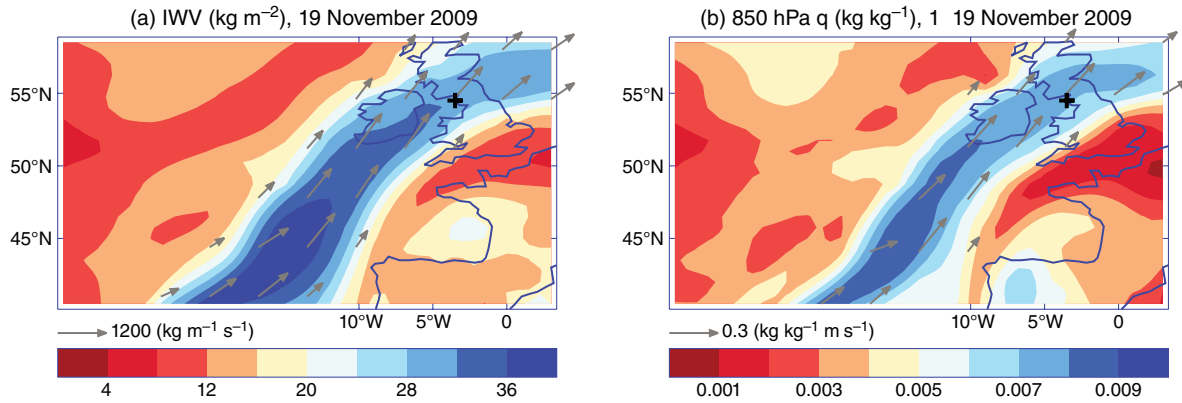 (a) IWV (kg m⁻²), 19 November 2009
(b) 850 hPa q (kg kg⁻¹), 1 19 November 2009
55°N
50°N
45°N
10°W 5°W 0
1200 (kg m⁻¹ s⁻¹)
4 12 20 28 36
55°N
50°N
45°N
10°W 5°W 0
0.3 (kg kg⁻¹ m s⁻¹)
0.001 0.003 0.005 0.007 0.009